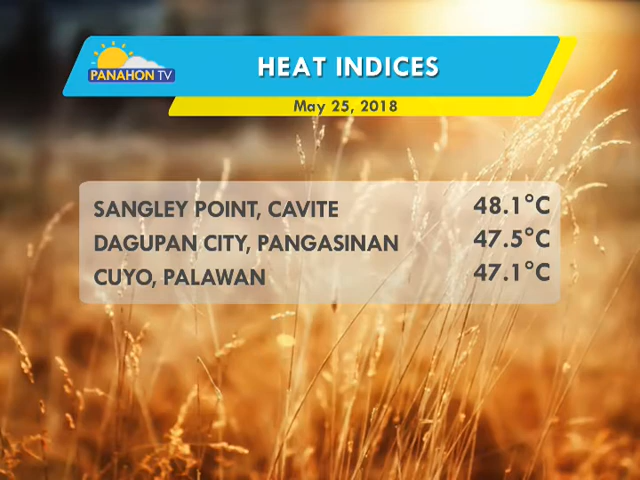 PANAHON TV
HEAT INDICES
May 25, 2018
SANGLEY POINT, CAVITE 48.1°C
DAGUPAN CITY, PANGASINAN 47.5°C
CUYO, PALAWAN 47.1°C